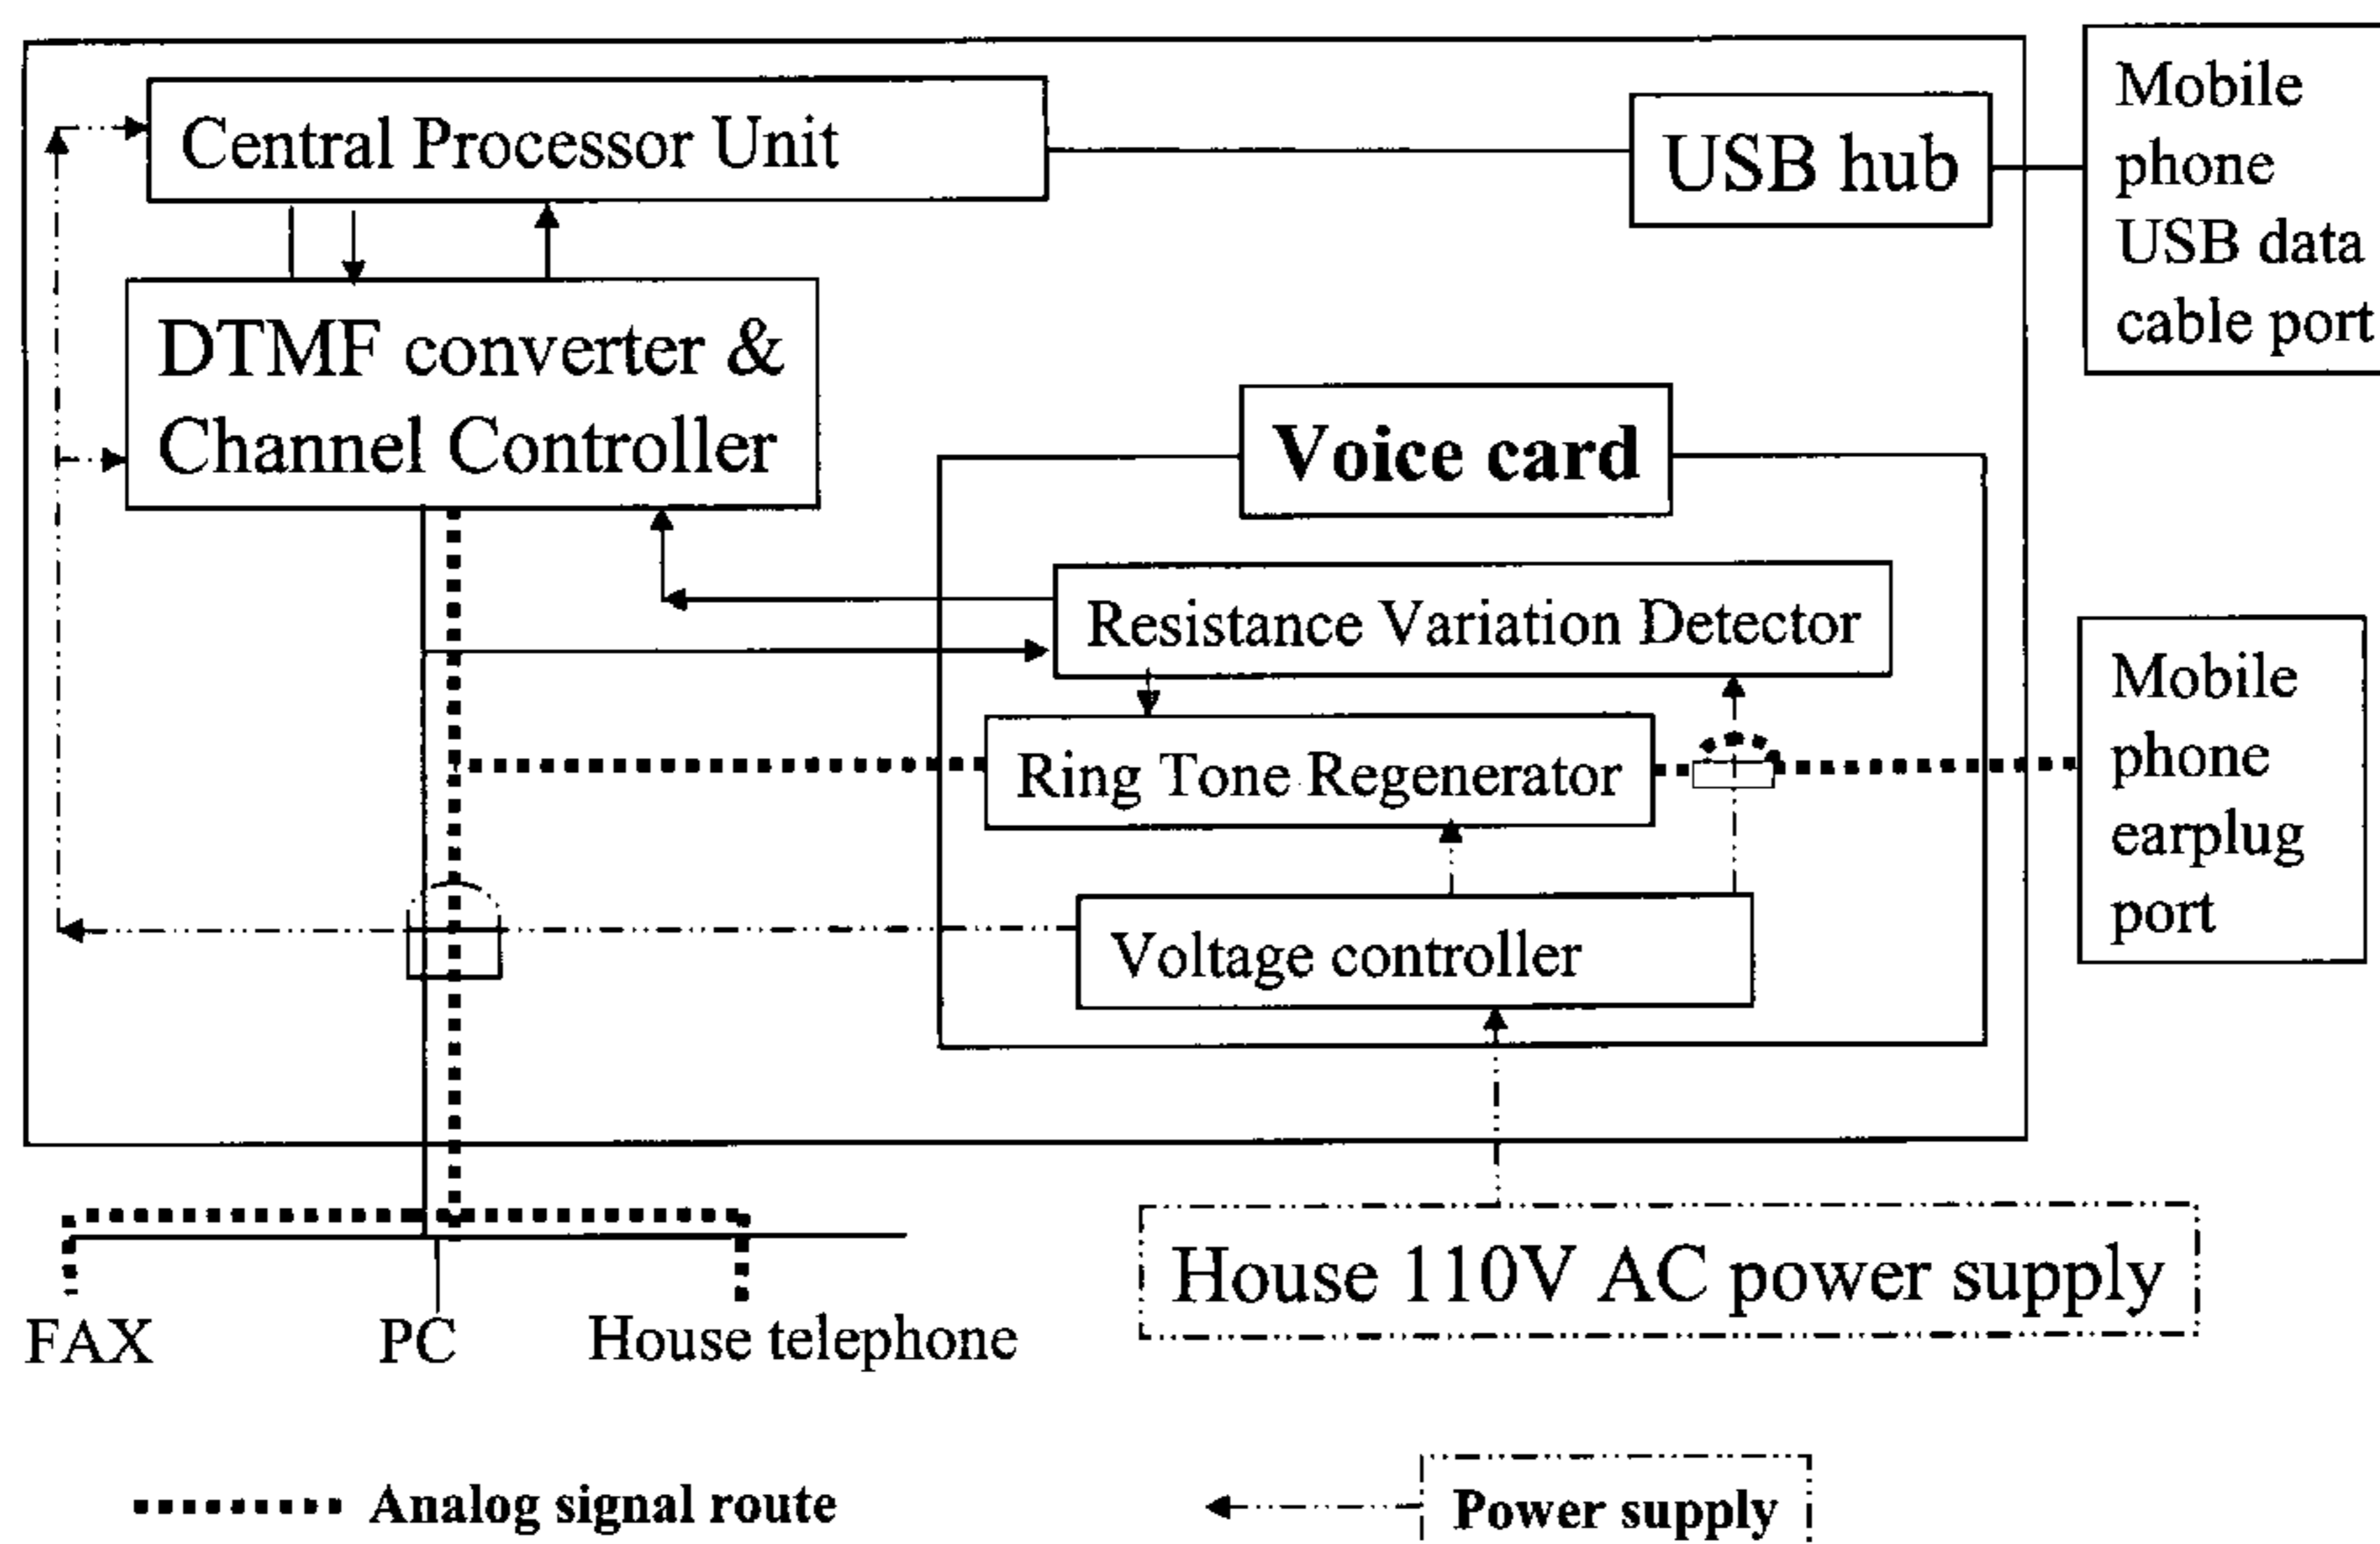 Central Processor Unit
USB hub
Mobile
phone
USB data
cable port
DTMF converter &
Channel Controller
Voice card
Resistance Variation Detector
Ring Tone Regenerator
Mobile
phone
earplug
port
Voltage controller
House 110V AC power supply
FAX
PC
House telephone
Analog signal route
Power supply